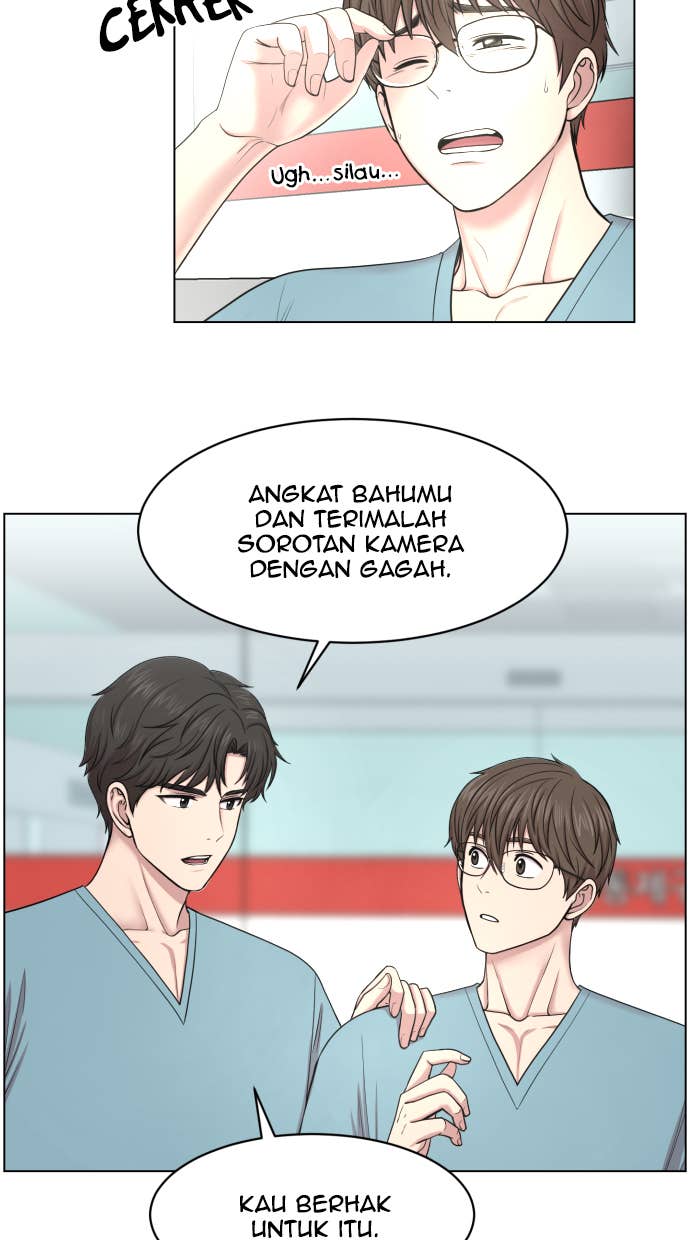 CEKREK
Ugh...silau...
ANGKAT BAHUMU
DAN TERIMALAH
SOROTAN KAMERA
DENGAN GAGAH.
KAU BERHAK
UNTUK ITU.